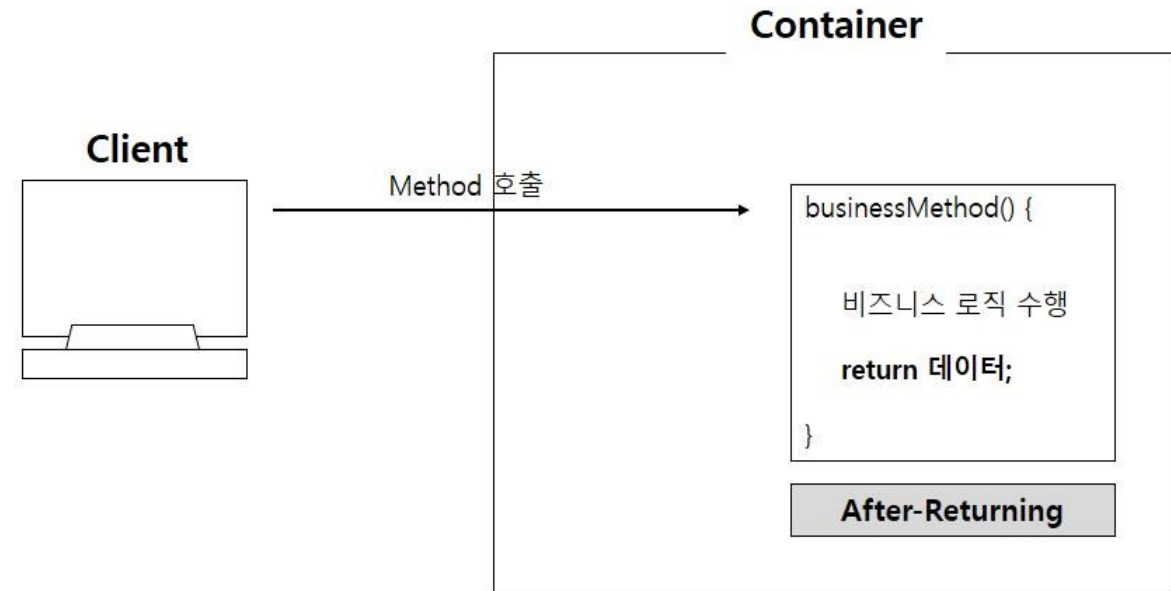 Container
Client
Method 호출
businessMethod() {
비즈니스 로직 수행
return 데이터;
}
After-Returning